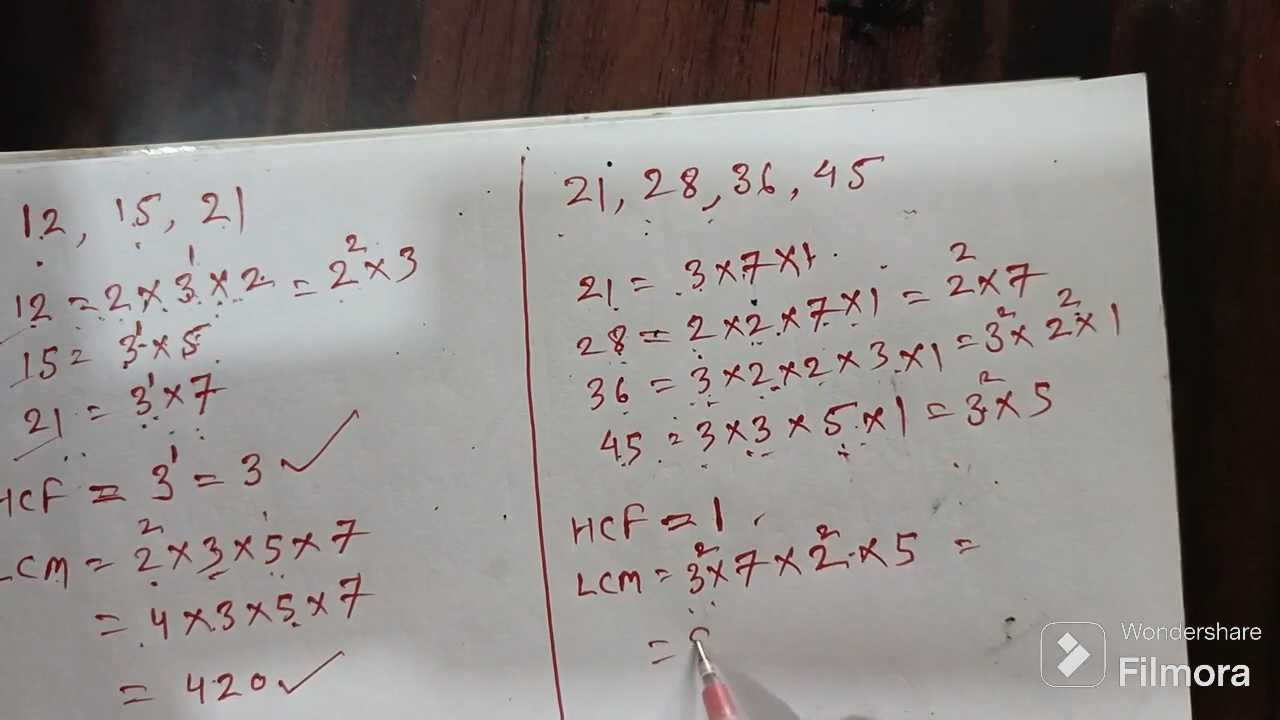 12, 15, 21
12 = 2 × 3¹ × 2 = 2² × 3
15 = 3¹ × 5
21 = 3¹ × 7
HCF = 3¹ = 3 ✓
LCM = 2² × 3 × 5 × 7
= 4 × 3 × 5 × 7
= 420 ✓
21, 28, 36, 45
21 = 3 × 7 × 1
28 = 2 × 2 × 7 × 1 = 2² × 7
36 = 3 × 2 × 2 × 3 × 1 = 3² × 2² × 1
45 = 3 × 3 × 5 × 1 = 3² × 5
HCF = 1
LCM = 3² × 7 × 2² × 5 =
=
Wondershare
Filmora